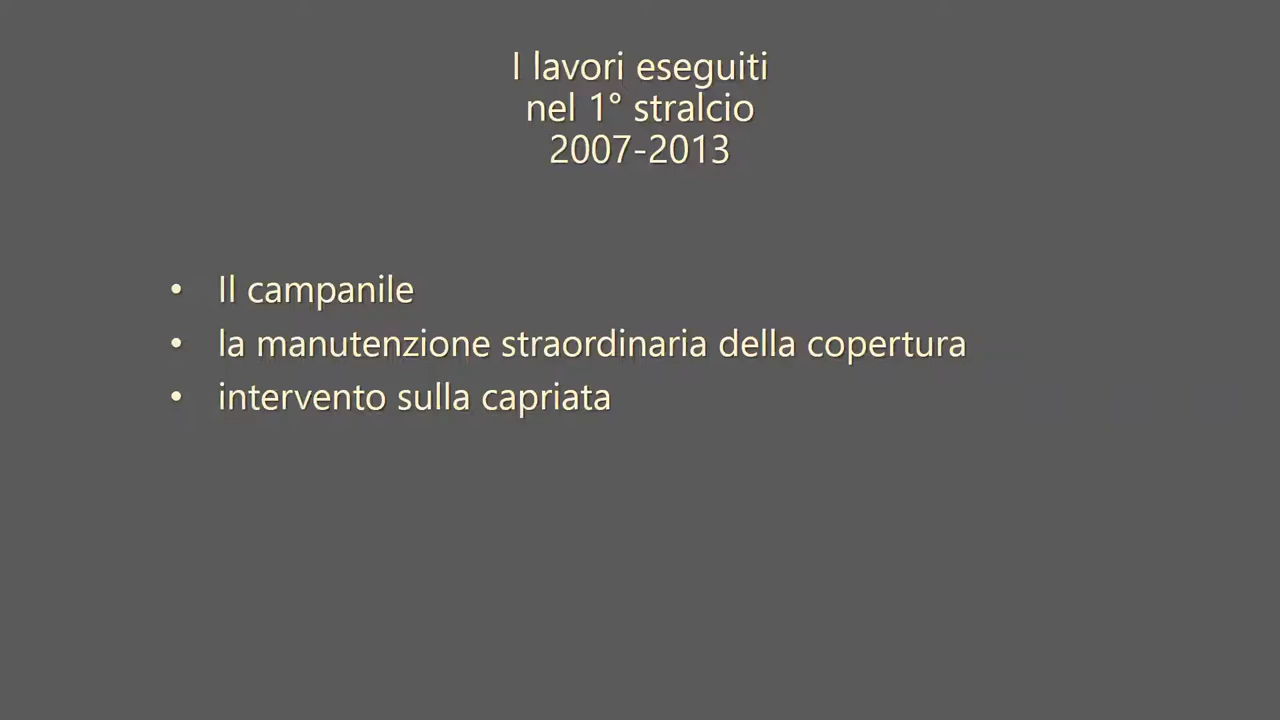 I lavori eseguiti
nel 1° stralcio
2007-2013
• Il campanile
• la manutenzione straordinaria della copertura
• intervento sulla capriata